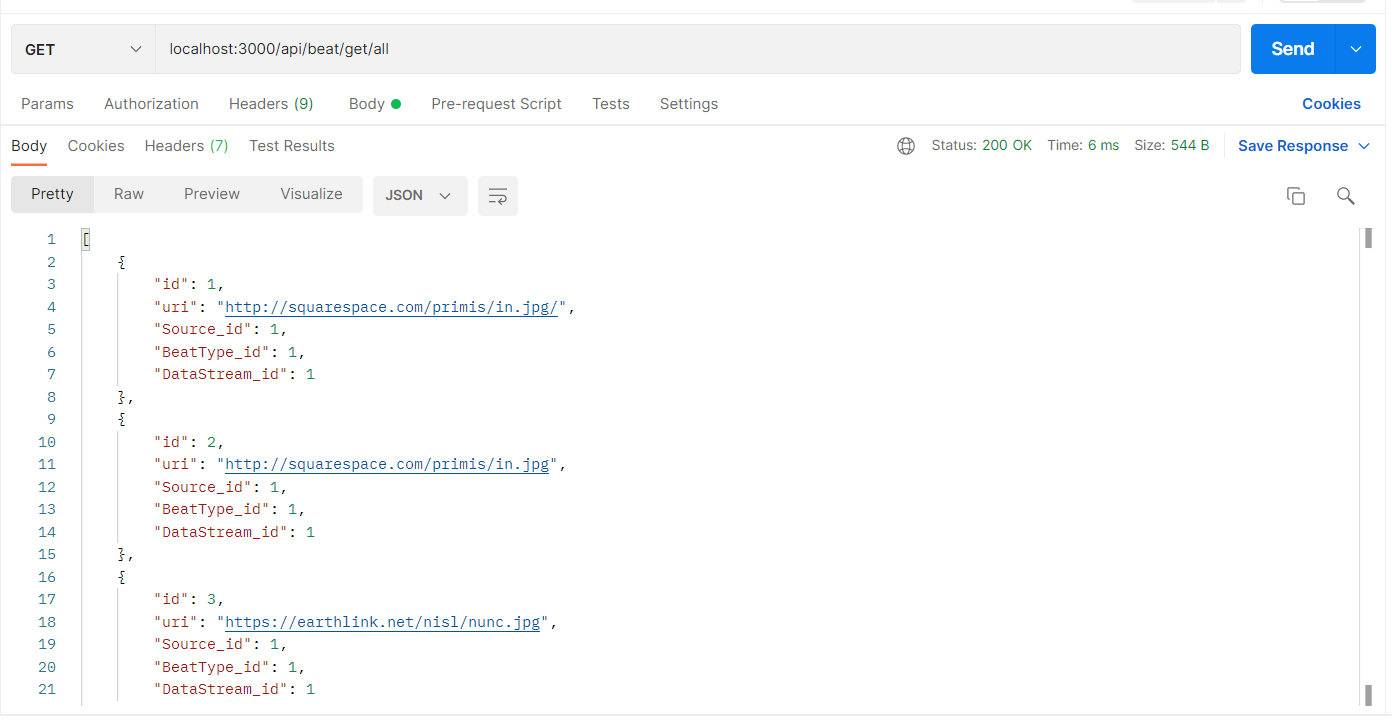 GET localhost:3000/api/beat/get/all Send
Params Authorization Headers (9) Body Pre-request Script Tests Settings Cookies
Body Cookies Headers (7) Test Results Status: 200 OK Time: 6 ms Size: 544 B Save Response
Pretty Raw Preview Visualize JSON
1 [
2 {
3 "id": 1,
4 "uri": "http://squarespace.com/primis/in.jpg/",
5 "Source_id": 1,
6 "BeatType_id": 1,
7 "DataStream_id": 1
8 },
9 {
10 "id": 2,
11 "uri": "http://squarespace.com/primis/in.jpg",
12 "Source_id": 1,
13 "BeatType_id": 1,
14 "DataStream_id": 1
15 },
16 {
17 "id": 3,
18 "uri": "https://earthlink.net/nisl/nunc.jpg",
19 "Source_id": 1,
20 "BeatType_id": 1,
21 "DataStream_id": 1